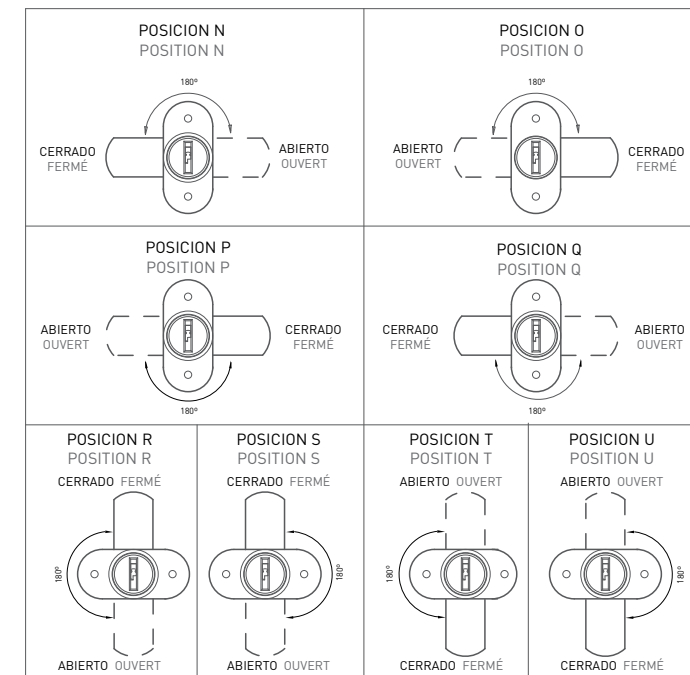 POSICION N
POSITION N
180º
CERRADO
FERMÉ
ABIERTO
OUVERT
POSICION O
POSITION O
180º
ABIERTO
OUVERT
CERRADO
FERMÉ
POSICION P
POSITION P
ABIERTO
OUVERT
CERRADO
FERMÉ
180º
POSICION Q
POSITION Q
CERRADO
FERMÉ
ABIERTO
OUVERT
180º
POSICION R
POSITION R
CERRADO FERMÉ
180º
ABIERTO OUVERT
POSICION S
POSITION S
CERRADO FERMÉ
180º
ABIERTO OUVERT
POSICION T
POSITION T
ABIERTO OUVERT
180º
CERRADO FERMÉ
POSICION U
POSITION U
ABIERTO OUVERT
180º
CERRADO FERMÉ